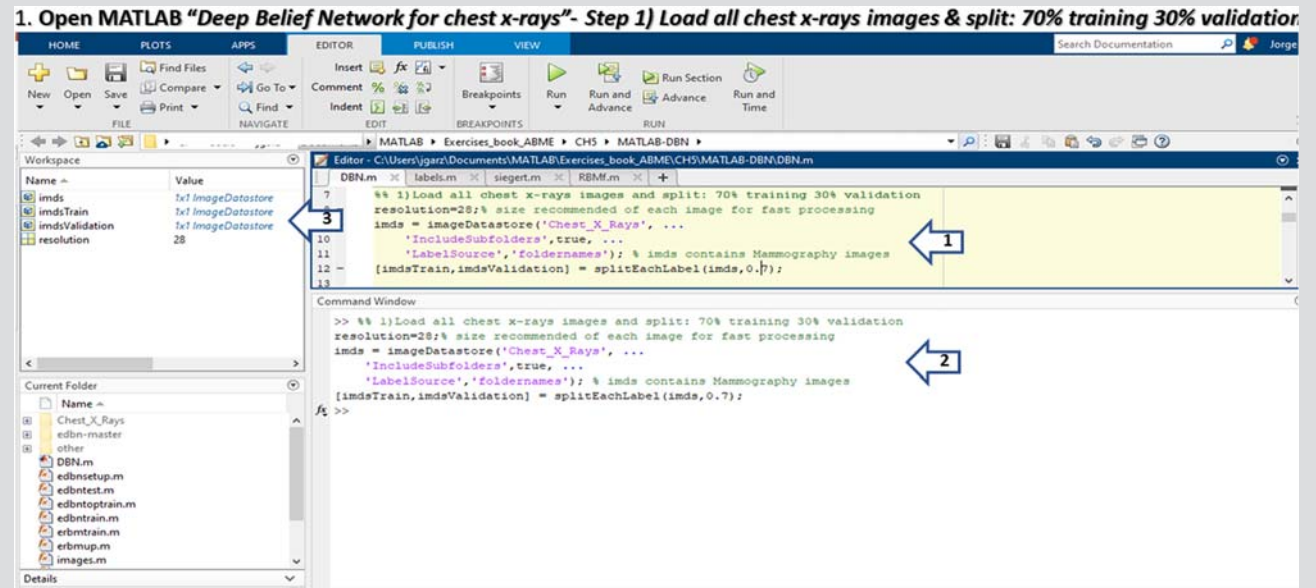 1. Open MATLAB "Deep Belief Network for chest x-rays"- Step 1) Load all chest x-rays images & split: 70% training 30% validation
HOME PLOTS APPS EDITOR PUBLISH VIEW Search Documentation Jorge
New Open Save Find Files Compare Print Go To Find Insert fx Comment % Indent Breakpoints Run Run and Advance Run Section Advance Run and Time
FILE NAVIGATE EDIT BREAKPOINTS RUN
MATLAB Exercises_book_ABME CH5 MATLAB-DBN
Workspace
Name Value
imds 1x1 ImageDatastore
imdsTrain 1x1 ImageDatastore
imdsValidation 1x1 ImageDatastore
resolution 28
3
Current Folder
Name
Chest_X_Rays
edbn-master
other
DBN.m
edbnsetup.m
edbntest.m
edbntoptrain.m
edbntrain.m
erbmtrain.m
erbmup.m
images.m
Details
Editor - C:\Users\jgarz\Documents\MATLAB\Exercises_book_ABME\CH5\MATLAB-DBN\DBN.m
DBN.m labels.m siegert.m RBMf.m +
7 %% 1)Load all chest x-rays images and split: 70% training 30% validation
resolution=28;% size recommended of each image for fast processing
imds = imageDatastore('Chest_X_Rays', ...
10 'IncludeSubfolders',true, ...
11 'LabelSource','foldernames'); % imds contains Mammography images
12 - [imdsTrain,imdsValidation] = splitEachLabel(imds,0.7);
13
1
Command Window
>> %% 1)Load all chest x-rays images and split: 70% training 30% validation
resolution=28;% size recommended of each image for fast processing
imds = imageDatastore('Chest_X_Rays', ...
'IncludeSubfolders',true, ...
'LabelSource','foldernames'); % imds contains Mammography images
[imdsTrain,imdsValidation] = splitEachLabel(imds,0.7);
fx >>
2